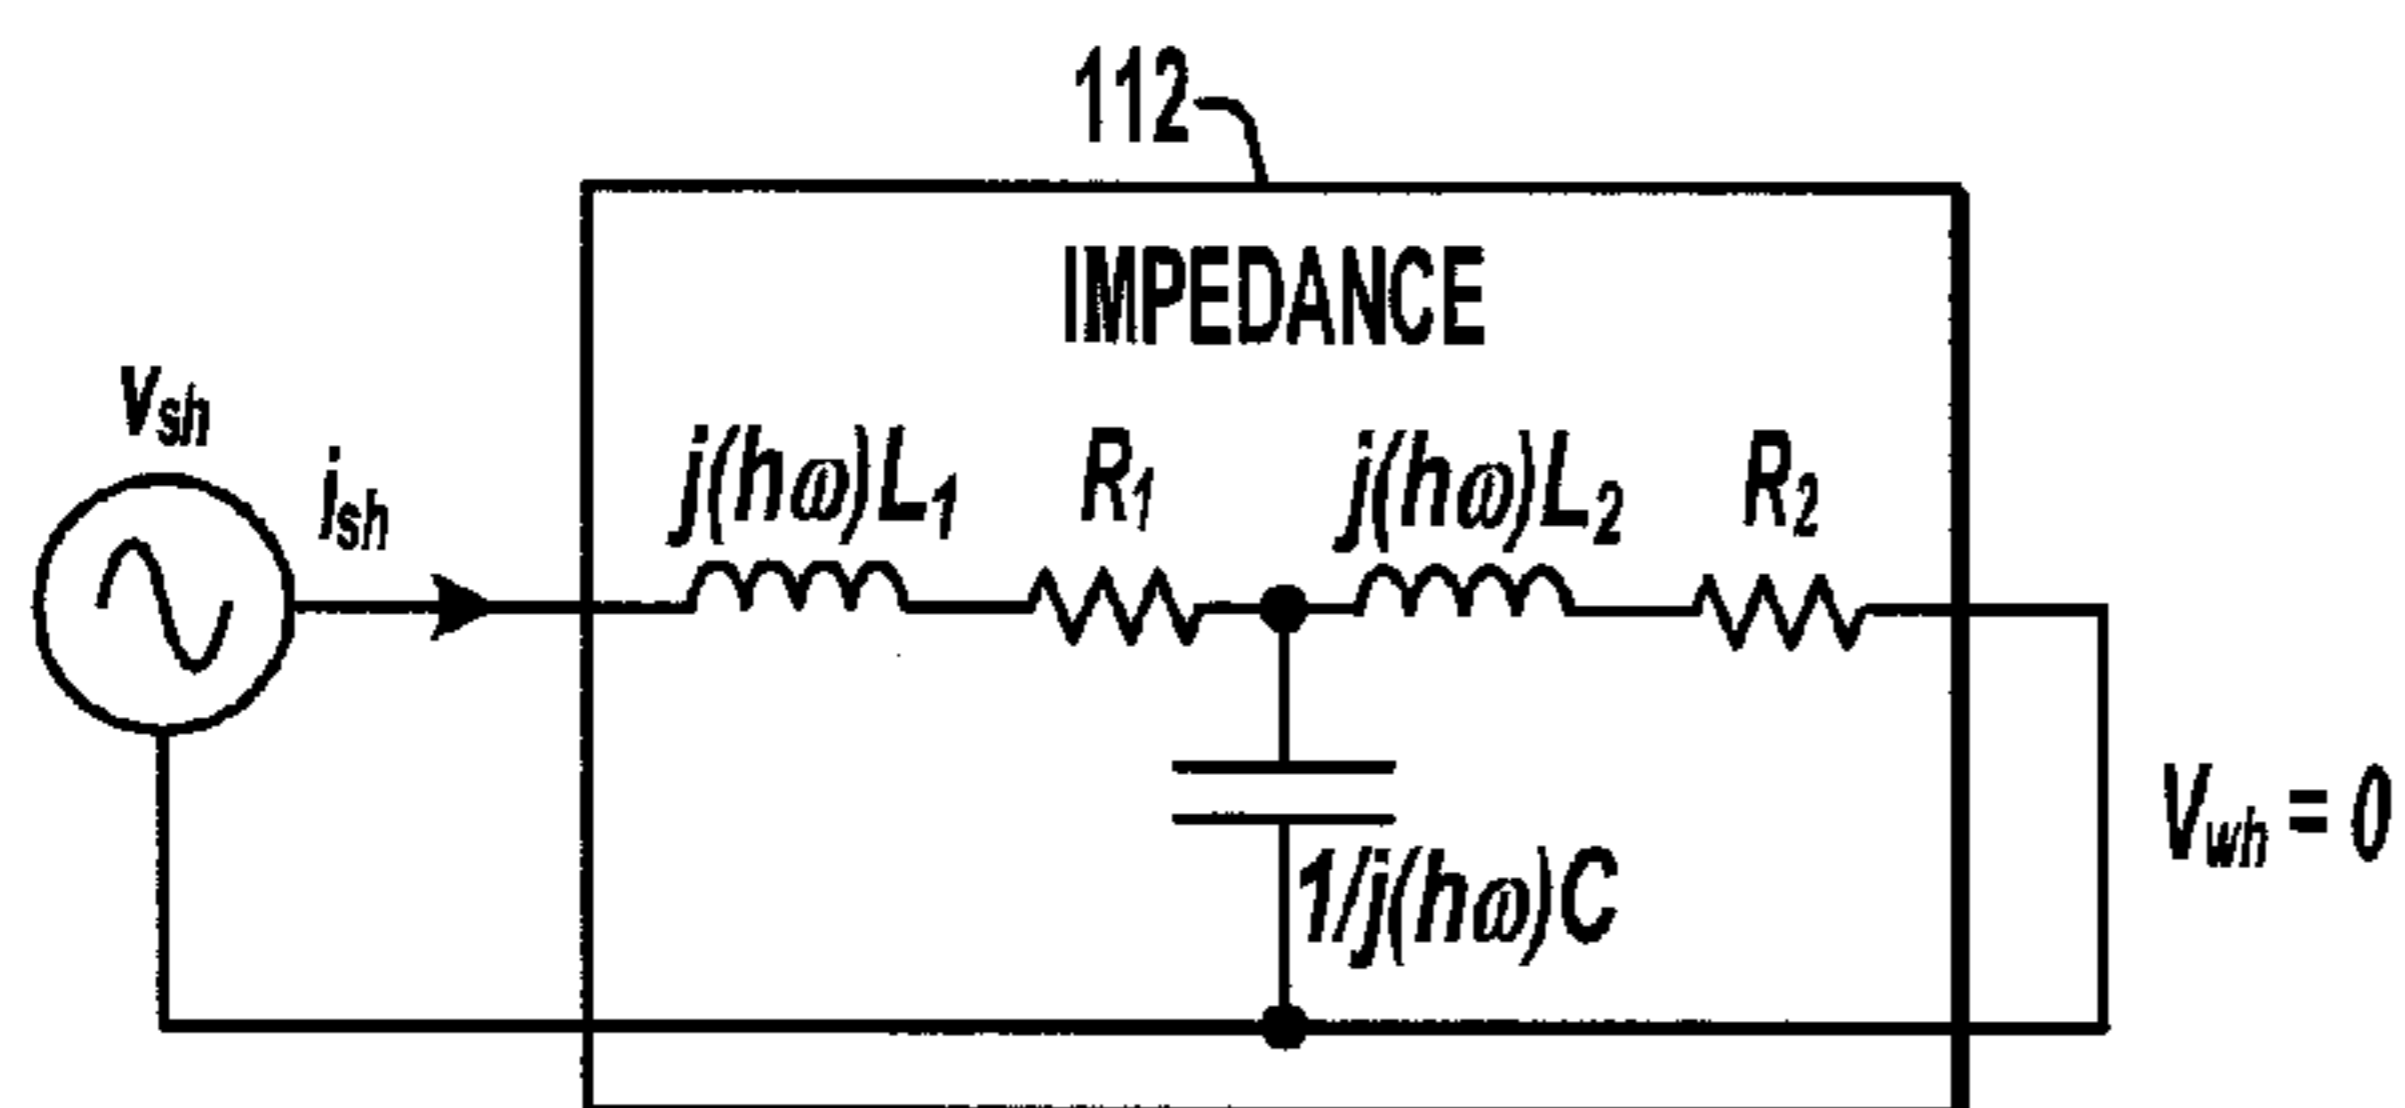 112
IMPEDANCE
vsh
ish
j(hω)L1
R1
j(hω)L2
R2
1/j(hω)C
Vwh = 0